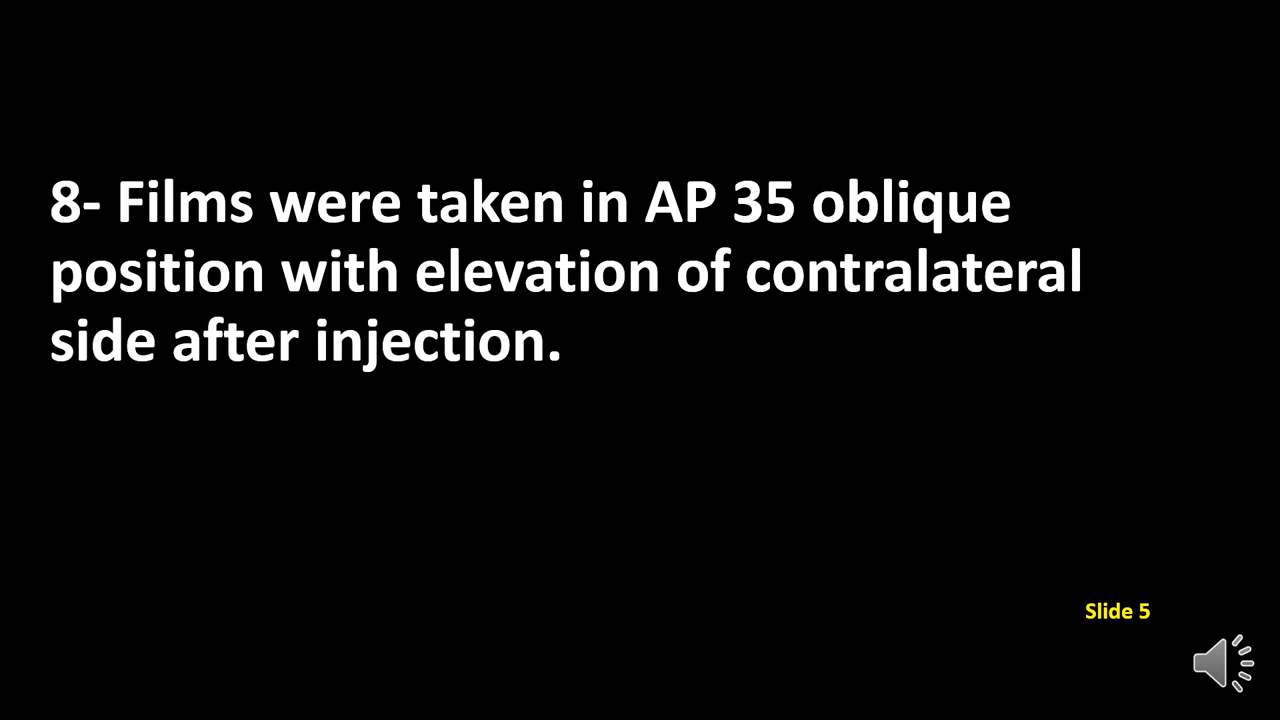 8- Films were taken in AP 35 oblique
position with elevation of contralateral
side after injection.
Slide 5